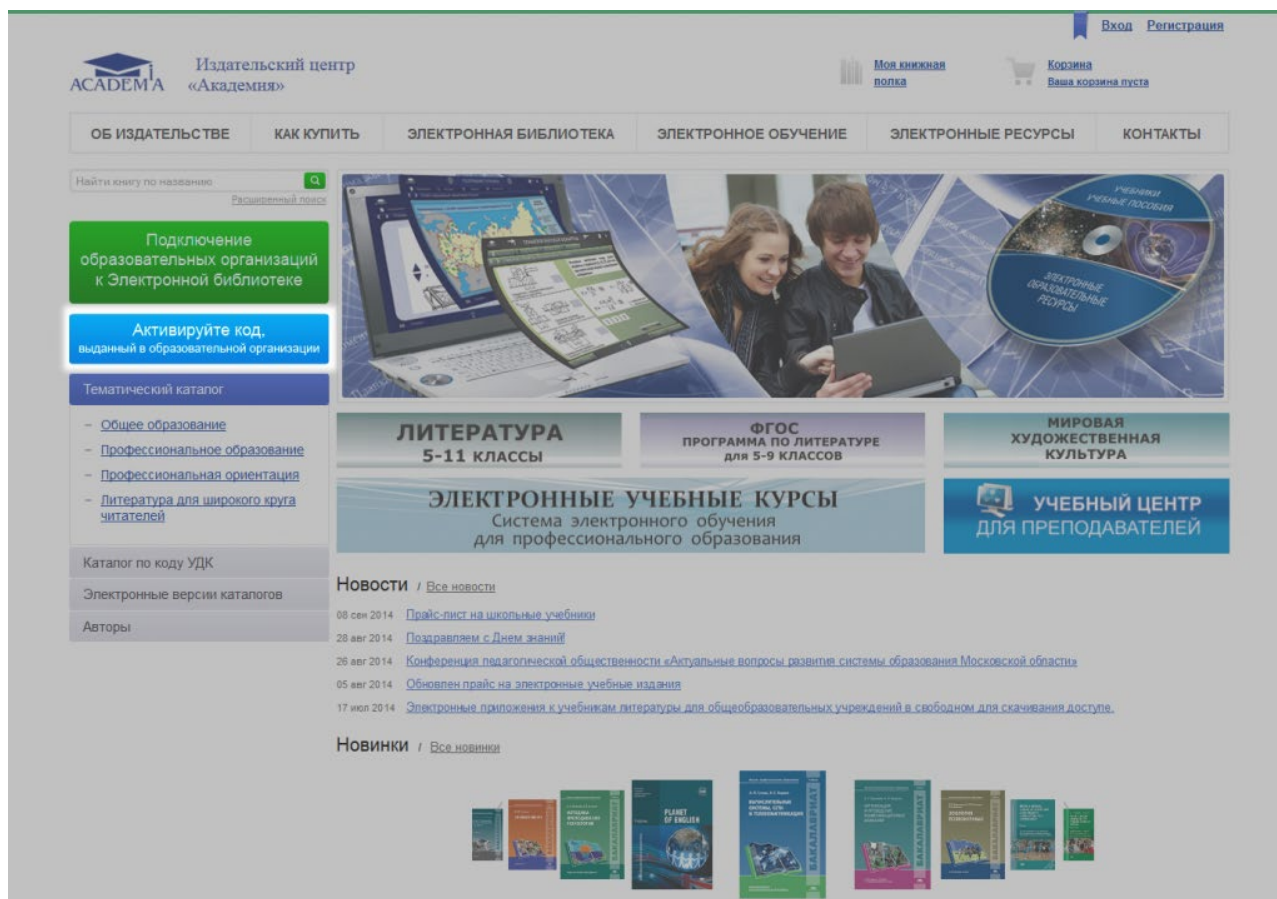 Вход Регистрация
ACADEM'A
Издательский центр
«Академия»
Моя книжная
полка
Корзина
Ваша корзина пуста
ОБ ИЗДАТЕЛЬСТВЕ КАК КУПИТЬ ЭЛЕКТРОННАЯ БИБЛИОТЕКА ЭЛЕКТРОННОЕ ОБУЧЕНИЕ ЭЛЕКТРОННЫЕ РЕСУРСЫ КОНТАКТЫ
Найти книгу по названию
Расширенный поиск
Подключение
образовательных организаций
к Электронной библиотеке
Активируйте код,
выданный в образовательной организации
Тематический каталог
– Общее образование
– Профессиональное образование
– Профессиональная ориентация
– Литература для широкого круга
читателей
Каталог по коду УДК
Электронные версии каталогов
Авторы
УЧЕБНИКИ
УЧЕБНЫЕ ПОСОБИЯ
ЭЛЕКТРОННЫЕ
ОБРАЗОВАТЕЛЬНЫЕ
РЕСУРСЫ
ЛИТЕРАТУРА
5-11 КЛАССЫ
ФГОС
ПРОГРАММА ПО ЛИТЕРАТУРЕ
для 5-9 КЛАССОВ
МИРОВАЯ
ХУДОЖЕСТВЕННАЯ
КУЛЬТУРА
ЭЛЕКТРОННЫЕ УЧЕБНЫЕ КУРСЫ
Система электронного обучения
для профессионального образования
УЧЕБНЫЙ ЦЕНТР
ДЛЯ ПРЕПОДАВАТЕЛЕЙ
Новости / Все новости
08 сен 2014 Прайс-лист на школьные учебники
28 авг 2014 Поздравляем с Днем знаний!
26 авг 2014 Конференция педагогической общественности «Актуальные вопросы развития системы образования Московской области»
05 авг 2014 Обновлен прайс на электронные учебные издания
17 июл 2014 Электронные приложения к учебникам литературы для общеобразовательных учреждений в свободном для скачивания доступе.
Новинки / Все новинки
PLANET
OF ENGLISH
ВЫЧИСЛИТЕЛЬНЫЕ
СИСТЕМЫ, СЕТИ
И ТЕЛЕКОММУНИКАЦИИ
БАКАЛАВРИАТ
БАКАЛАВРИАТ
БАКАЛАВРИАТ